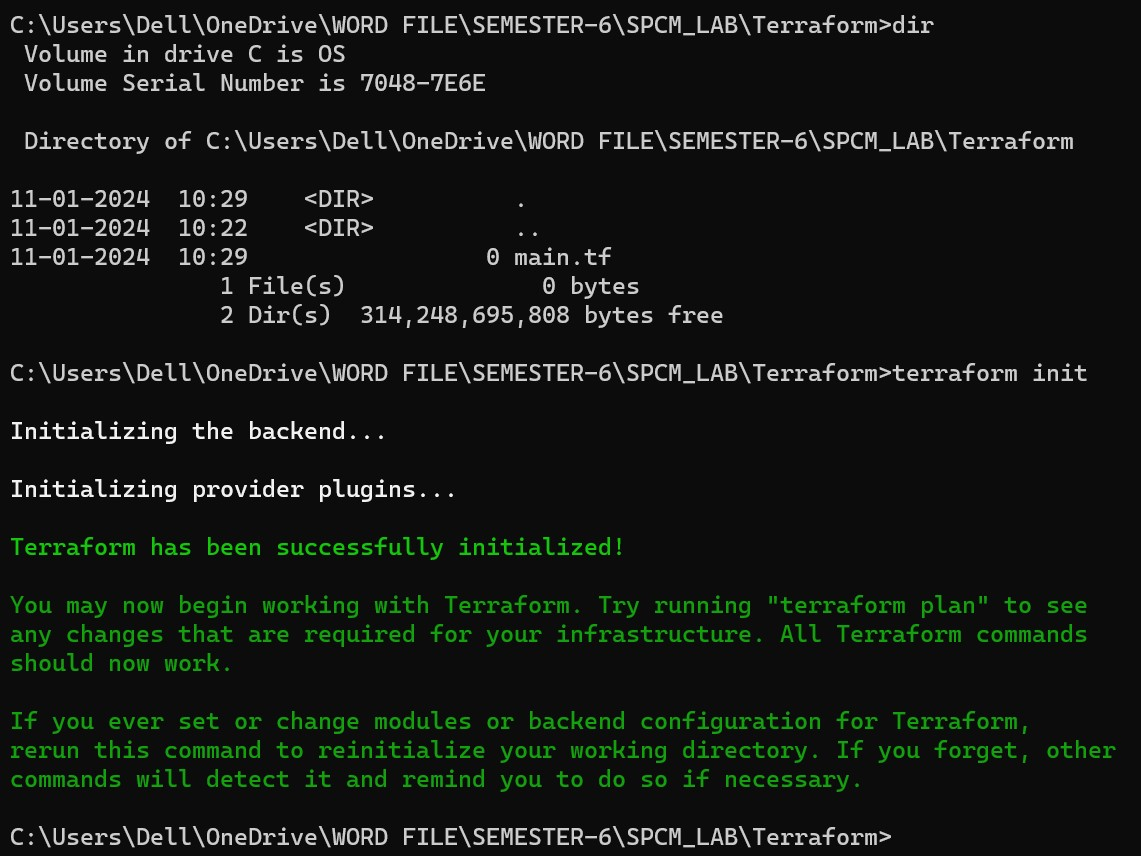 C:\Users\Dell\OneDrive\WORD FILE\SEMESTER-6\SPCM_LAB\Terraform>dir
 Volume in drive C is OS
 Volume Serial Number is 7048-7E6E

 Directory of C:\Users\Dell\OneDrive\WORD FILE\SEMESTER-6\SPCM_LAB\Terraform

11-01-2024  10:29    <DIR>          .
11-01-2024  10:22    <DIR>          ..
11-01-2024  10:29                 0 main.tf
               1 File(s)              0 bytes
               2 Dir(s)  314,248,695,808 bytes free

C:\Users\Dell\OneDrive\WORD FILE\SEMESTER-6\SPCM_LAB\Terraform>terraform init

Initializing the backend...

Initializing provider plugins...

Terraform has been successfully initialized!

You may now begin working with Terraform. Try running "terraform plan" to see
any changes that are required for your infrastructure. All Terraform commands
should now work.

If you ever set or change modules or backend configuration for Terraform,
rerun this command to reinitialize your working directory. If you forget, other
commands will detect it and remind you to do so if necessary.

C:\Users\Dell\OneDrive\WORD FILE\SEMESTER-6\SPCM_LAB\Terraform>